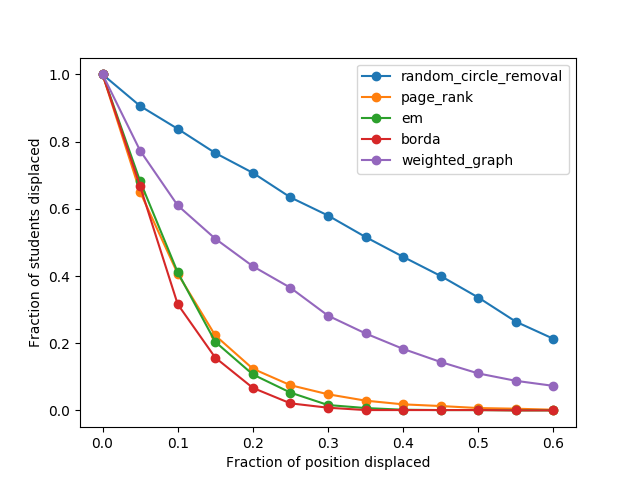 random_circle_removal
page_rank
em
borda
weighted_graph
Fraction of students displaced
1.0
0.8
0.6
0.4
0.2
0.0
0.0 0.1 0.2 0.3 0.4 0.5 0.6
Fraction of position displaced